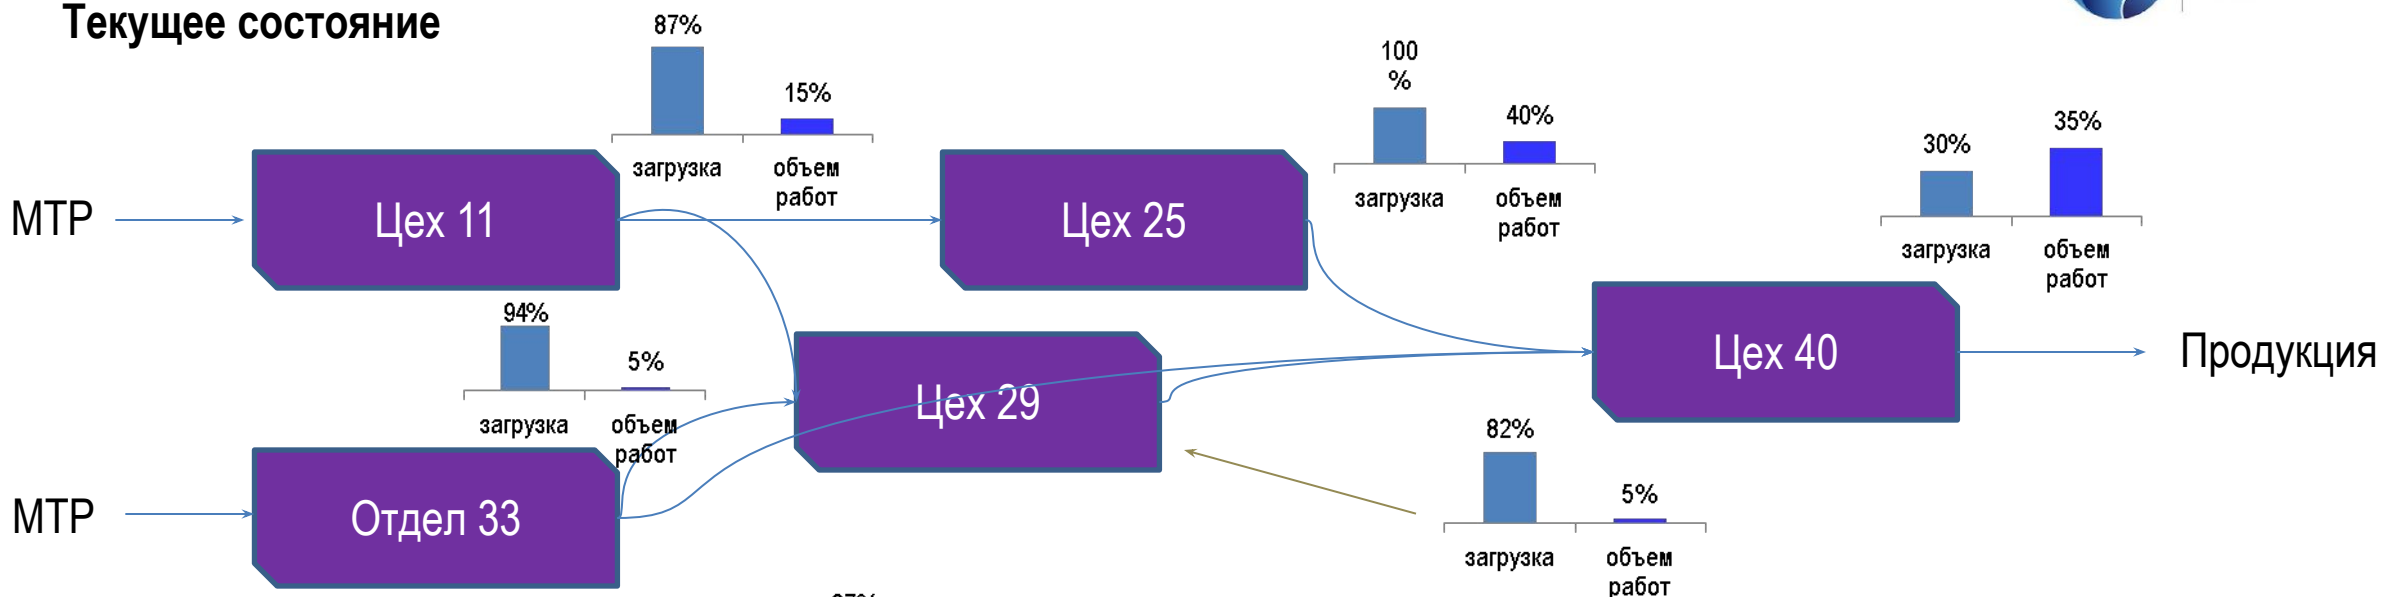 Текущее состояние
87%
15%
загрузка
объем
работ
100
%
40%
загрузка
объем
работ
30%
35%
загрузка
объем
работ
МТР
Цех 11
Цех 25
94%
5%
загрузка
объем
работ
Цех 29
Цех 40
Продукция
82%
5%
загрузка
объем
работ
МТР
Отдел 33